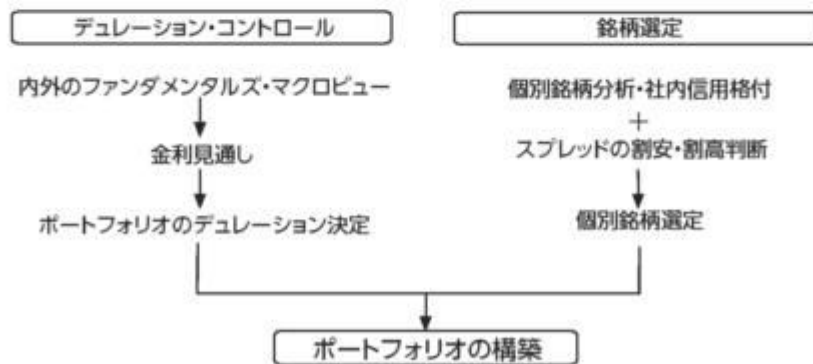 デュレーション・コントロール
内外のファンダメンタルズ・マクロビュー
金利見通し
ポートフォリオのデュレーション決定
銘柄選定
個別銘柄分析・社内信用格付
+
スプレッドの割安・割高判断
個別銘柄選定
ポートフォリオの構築